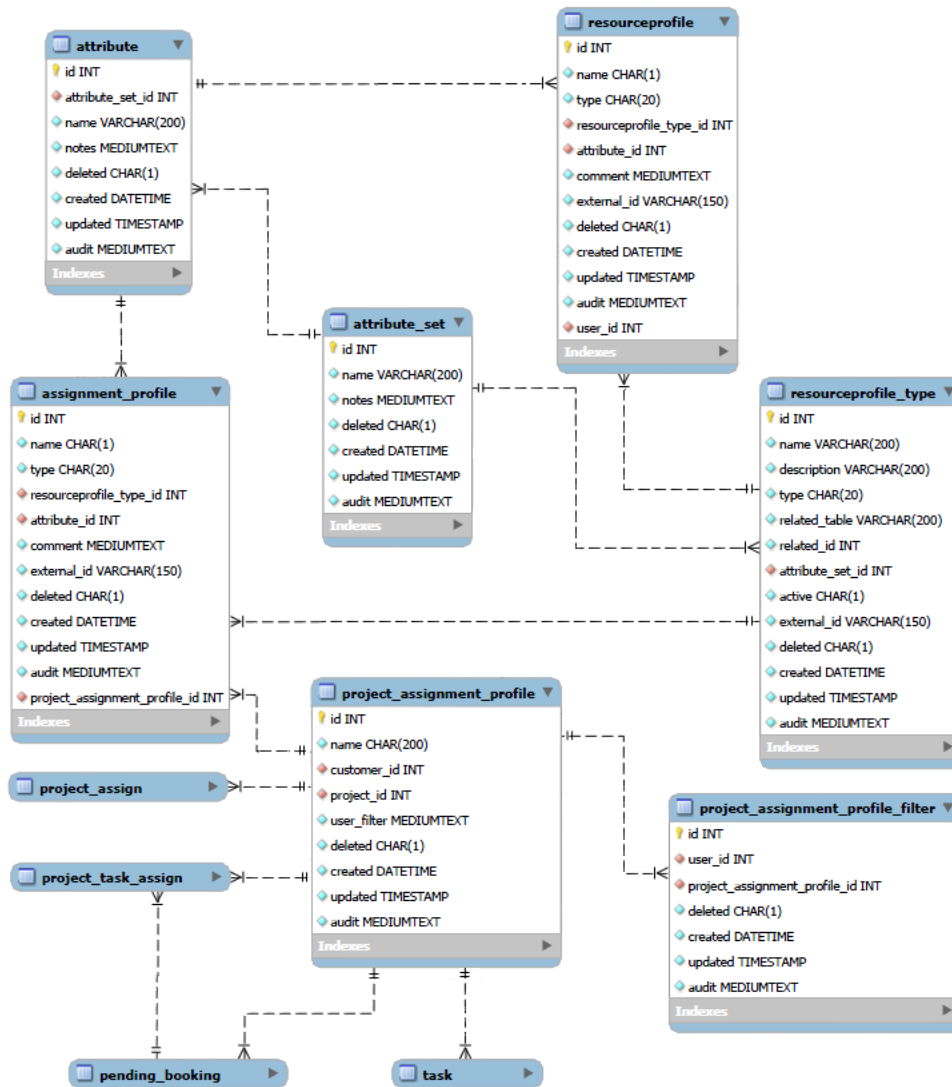 attribute
id INT
attribute_set_id INT
name VARCHAR(200)
notes MEDIUMTEXT
deleted CHAR(1)
created DATETIME
updated TIMESTAMP
audit MEDIUMTEXT
Indexes
resourceprofile
id INT
name CHAR(1)
type CHAR(20)
resourceprofile_type_id INT
attribute_id INT
comment MEDIUMTEXT
external_id VARCHAR(150)
deleted CHAR(1)
created DATETIME
updated TIMESTAMP
audit MEDIUMTEXT
user_id INT
Indexes
attribute_set
id INT
name VARCHAR(200)
notes MEDIUMTEXT
deleted CHAR(1)
created DATETIME
updated TIMESTAMP
audit MEDIUMTEXT
Indexes
assignment_profile
id INT
name CHAR(1)
type CHAR(20)
resourceprofile_type_id INT
attribute_id INT
comment MEDIUMTEXT
external_id VARCHAR(150)
deleted CHAR(1)
created DATETIME
updated TIMESTAMP
audit MEDIUMTEXT
project_assignment_profile_id INT
Indexes
resourceprofile_type
id INT
name VARCHAR(200)
description VARCHAR(200)
type CHAR(20)
related_table VARCHAR(200)
related_id INT
attribute_set_id INT
active CHAR(1)
external_id VARCHAR(150)
deleted CHAR(1)
created DATETIME
updated TIMESTAMP
audit MEDIUMTEXT
Indexes
project_assignment_profile
id INT
name CHAR(200)
customer_id INT
project_id INT
user_filter MEDIUMTEXT
deleted CHAR(1)
created DATETIME
updated TIMESTAMP
audit MEDIUMTEXT
Indexes
project_assign
project_task_assign
project_assignment_profile_filter
id INT
user_id INT
project_assignment_profile_id INT
deleted CHAR(1)
created DATETIME
updated TIMESTAMP
audit MEDIUMTEXT
Indexes
pending_booking
task